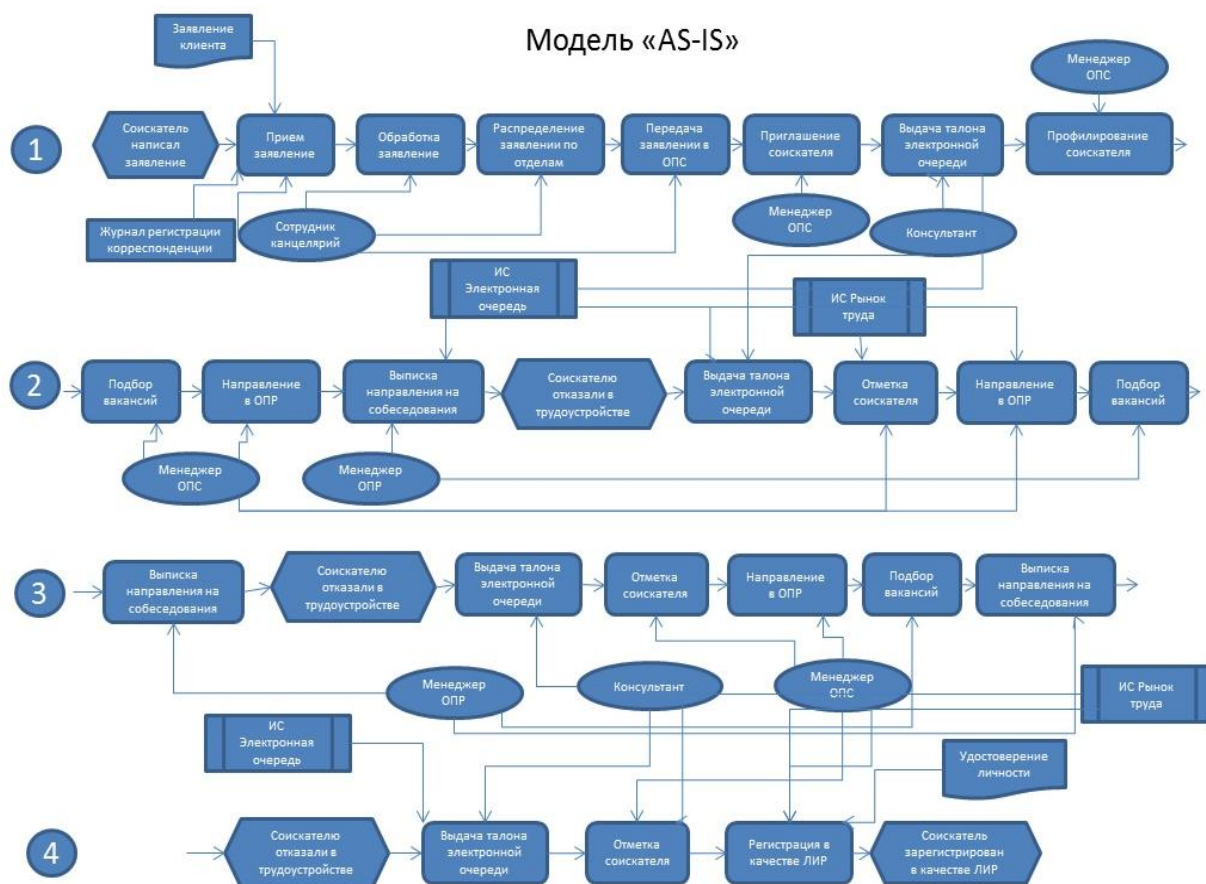 Заявление
клиента
Модель «AS-IS»
Менеджер
ОПС
1
Соискатель
написал
заявление
Прием
заявление
Обработка
заявление
Распределение
заявлении по
отделам
Передача
заявлении в
ОПС
Приглашение
соискателя
Выдача талона
электронной
очереди
Профилирование
соискателя
Журнал регистрации
корреспонденции
Сотрудник
канцелярий
Менеджер
ОПС
Консультант
ИС
Электронная
очередь
ИС Рынок
труда
2
Подбор
вакансий
Направление
в ОПР
Выписка
направления на
собеседования
Соискателю
отказали в
трудоустройстве
Выдача талона
электронной
очереди
Отметка
соискателя
Направление
в ОПР
Подбор
вакансий
Менеджер
ОПС
Менеджер
ОПР
3
Выписка
направления на
собеседования
Соискателю
отказали в
трудоустройстве
Выдача талона
электронной
очереди
Отметка
соискателя
Направление
в ОПР
Подбор
вакансий
Выписка
направления на
собеседования
Менеджер
ОПР
Консультант
Менеджер
ОПС
ИС Рынок
труда
ИС
Электронная
очередь
Удостоверение
личности
4
Соискателю
отказали в
трудоустройстве
Выдача талона
электронной
очереди
Отметка
соискателя
Регистрация в
качестве ЛИР
Соискатель
зарегистрирован
в качестве ЛИР